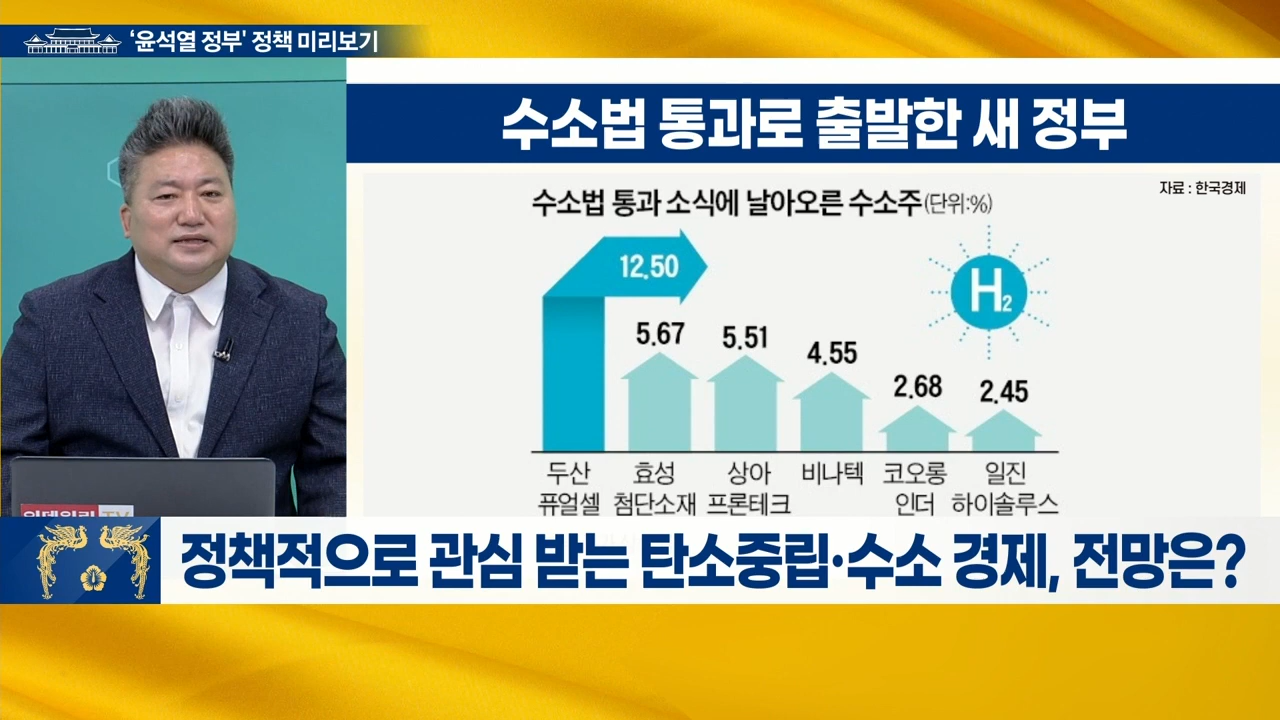 ‘윤석열 정부’ 정책 미리보기
수소법 통과로 출발한 새 정부
자료 : 한국경제
수소법 통과 소식에 날아오른 수소주(단위:%)
H2
12.50
5.67
5.51
4.55
2.68
2.45
두산 퓨얼셀
효성 첨단소재
상아 프론테크
비나텍
코오롱 인더
일진 하이솔루스
TV
정책적으로 관심 받는 탄소중립·수소 경제, 전망은?